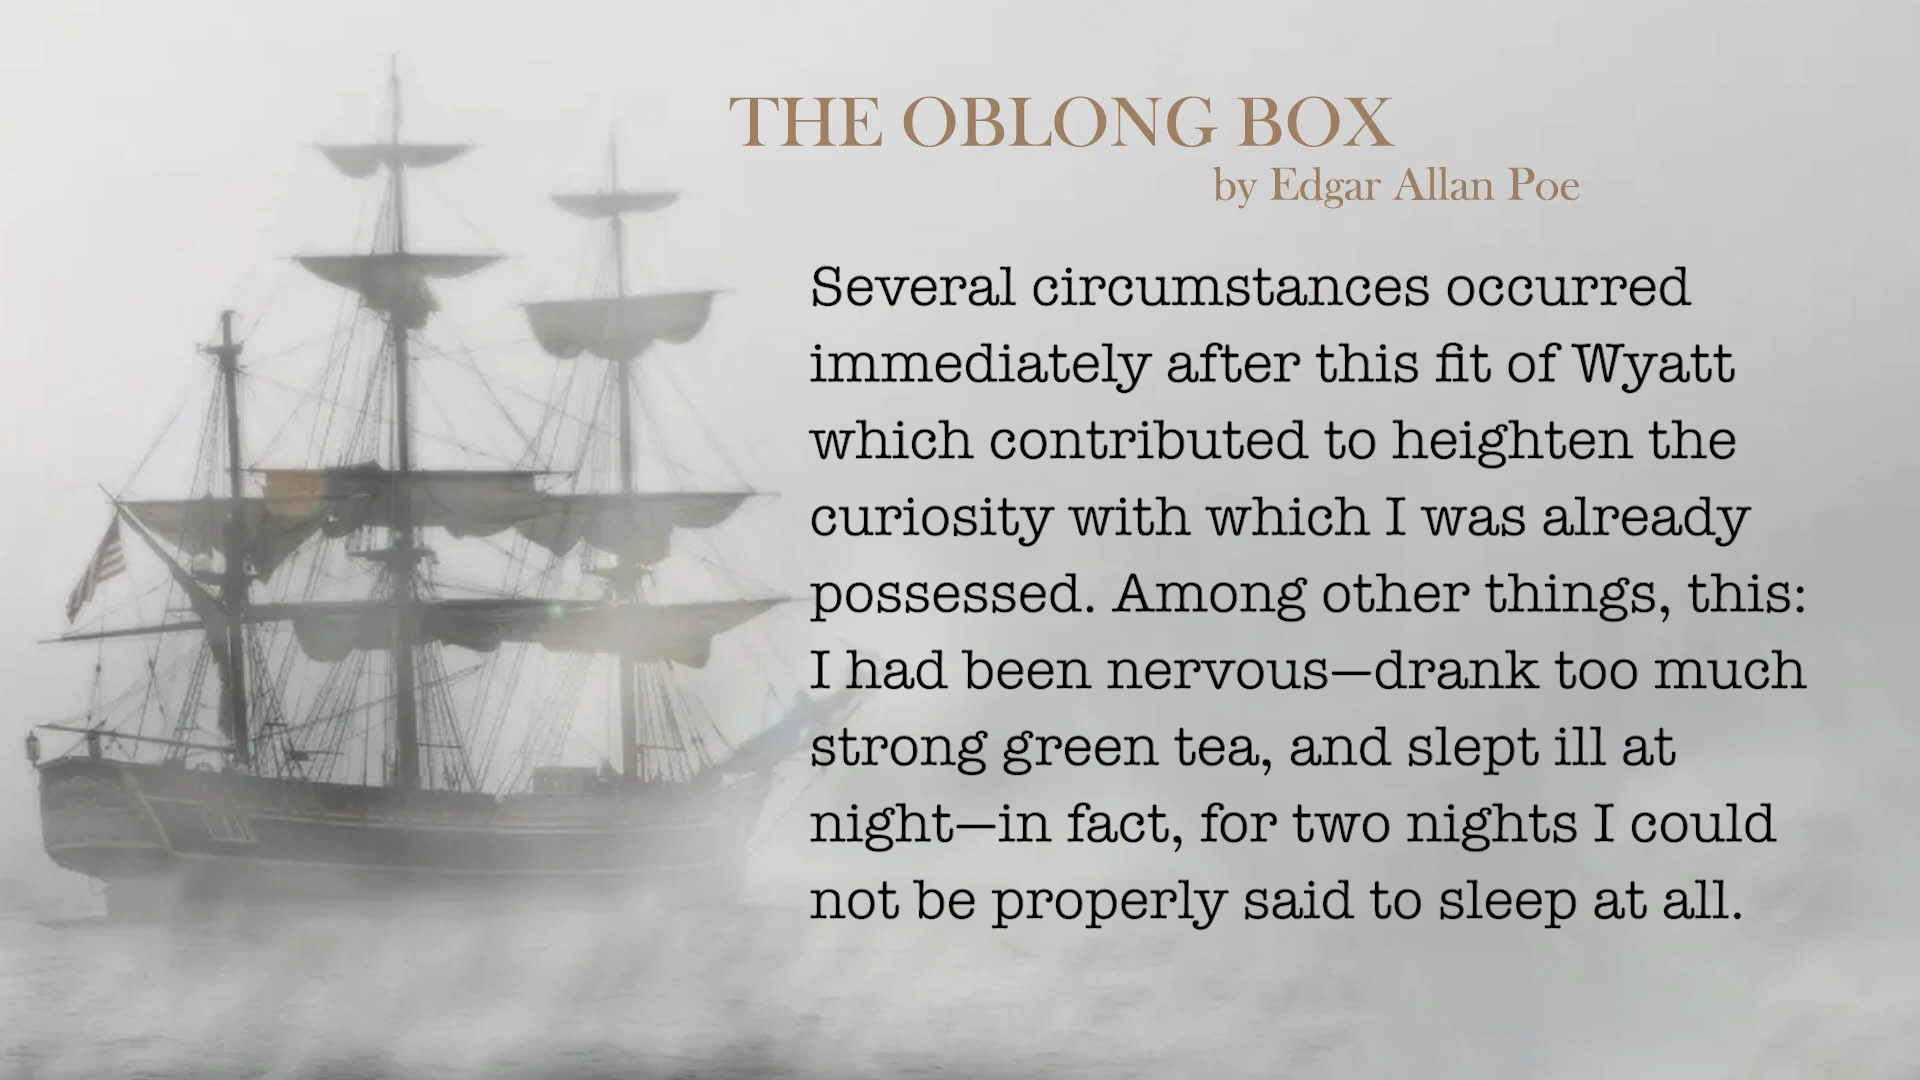 THE OBLONG BOX
by Edgar Allan Poe
Several circumstances occurred
immediately after this fit of Wyatt
which contributed to heighten the
curiosity with which I was already
possessed. Among other things, this:
I had been nervous—drank too much
strong green tea, and slept ill at
night—in fact, for two nights I could
not be properly said to sleep at all.